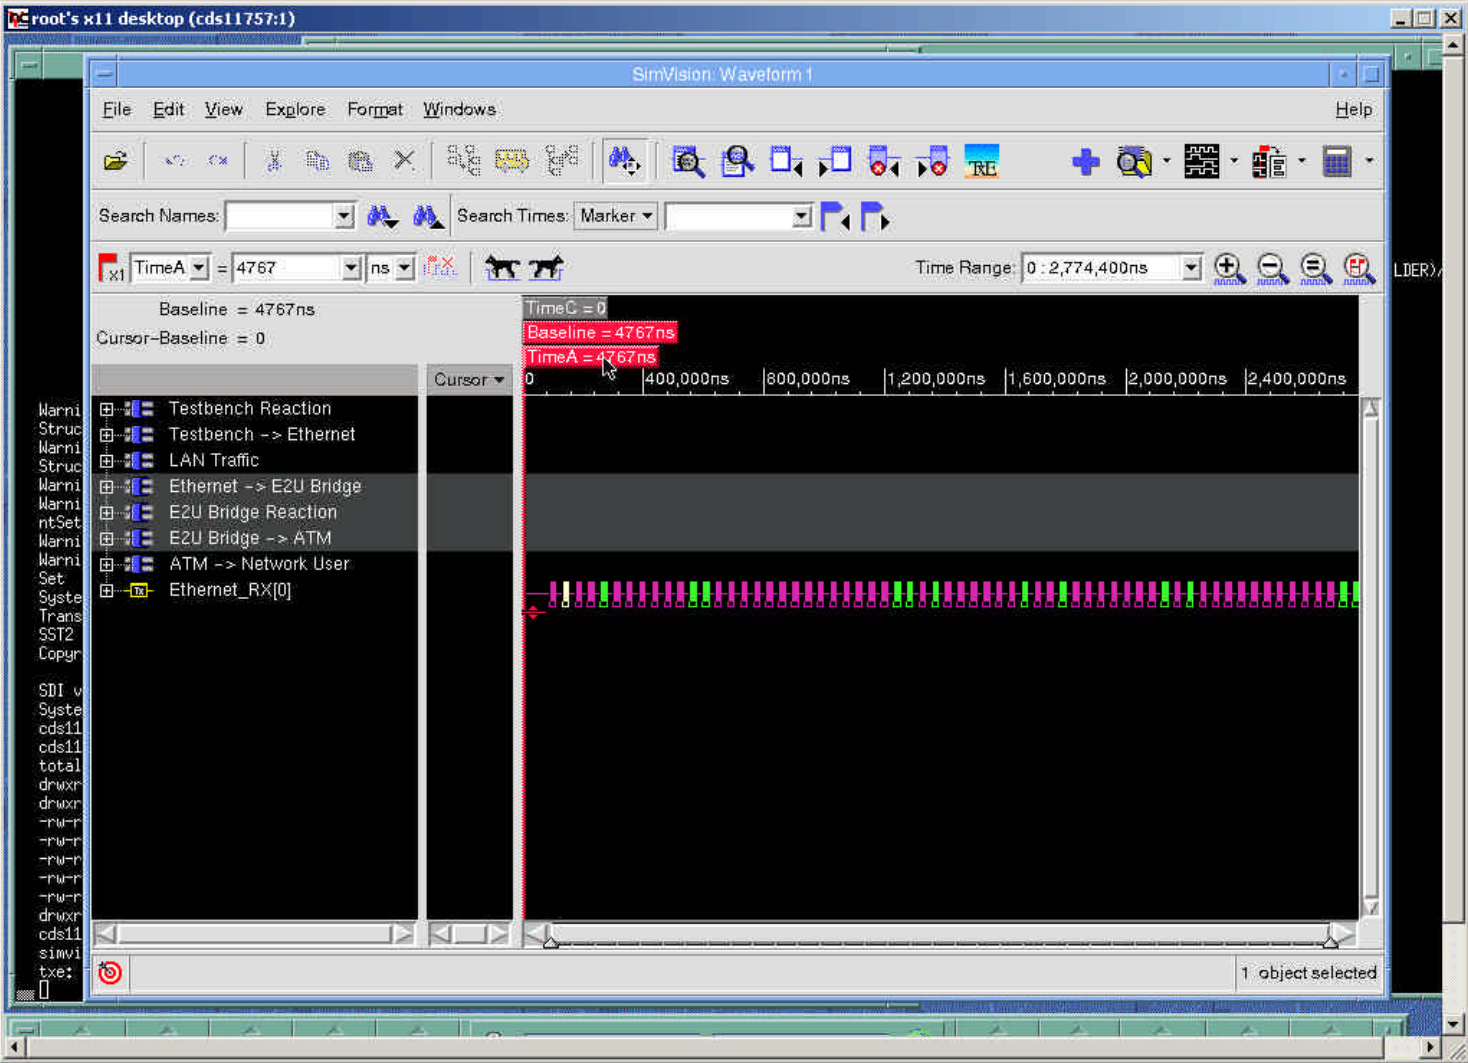 root's x11 desktop (cds11757:1)
SimVision: Waveform 1
File Edit View Explore Format Windows Help
TRE
Search Names: Search Times: Marker
x1 TimeA = 4767 ns Time Range: 0 : 2,774,400ns
LDER)/
Baseline = 4767ns
Cursor-Baseline = 0
TimeC = 0
Baseline = 4767ns
TimeA = 4767ns
Cursor
0 400,000ns 800,000ns 1,200,000ns 1,600,000ns 2,000,000ns 2,400,000ns
Testbench Reaction
Testbench -> Ethernet
LAN Traffic
Ethernet -> E2U Bridge
E2U Bridge Reaction
E2U Bridge -> ATM
ATM -> Network User
Tx Ethernet_RX[0]
Warni
Struc
Warni
Struc
Warni
Warni
ntSet
Warni
Warni
Set
Syste
Trans
SST2
Copyr
SDI v
Syste
cds11
cds11
total
drwxr
drwxr
-rw-r
-rw-r
-rw-r
-rw-r
-rw-r
drwxr
cds11
simvi
txe:
1 object selected